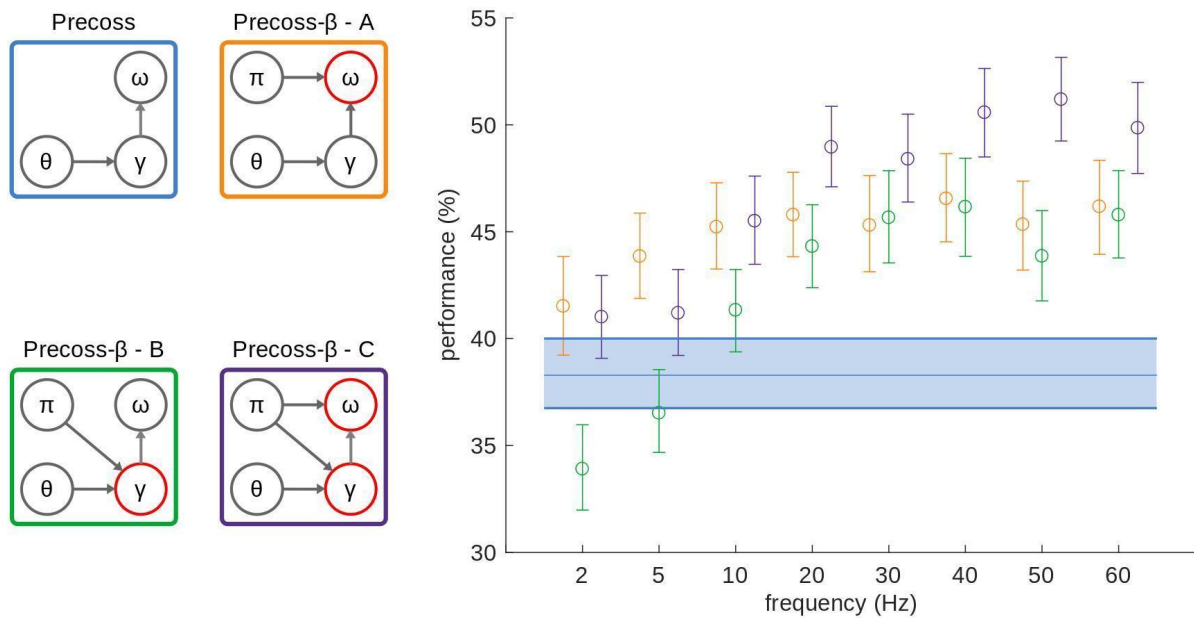 Precoss
ω
θ
γ
Precoss-β - A
π
ω
θ
γ
Precoss-β - B
π
ω
θ
γ
Precoss-β - C
π
ω
θ
γ
performance (%)
55
50
45
40
35
30
2 5 10 20 30 40 50 60
frequency (Hz)